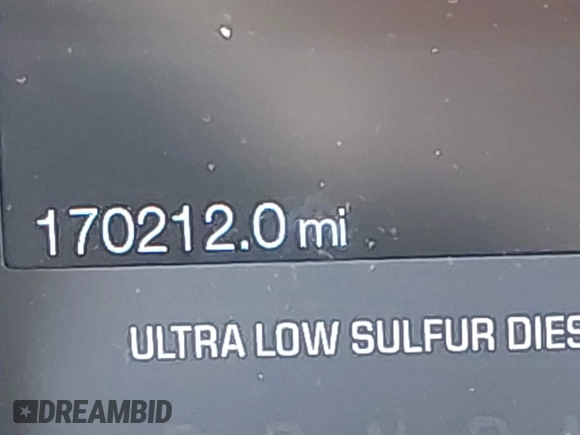 170212.0 mi
ULTRA LOW SULFUR DIES
DREAMBID